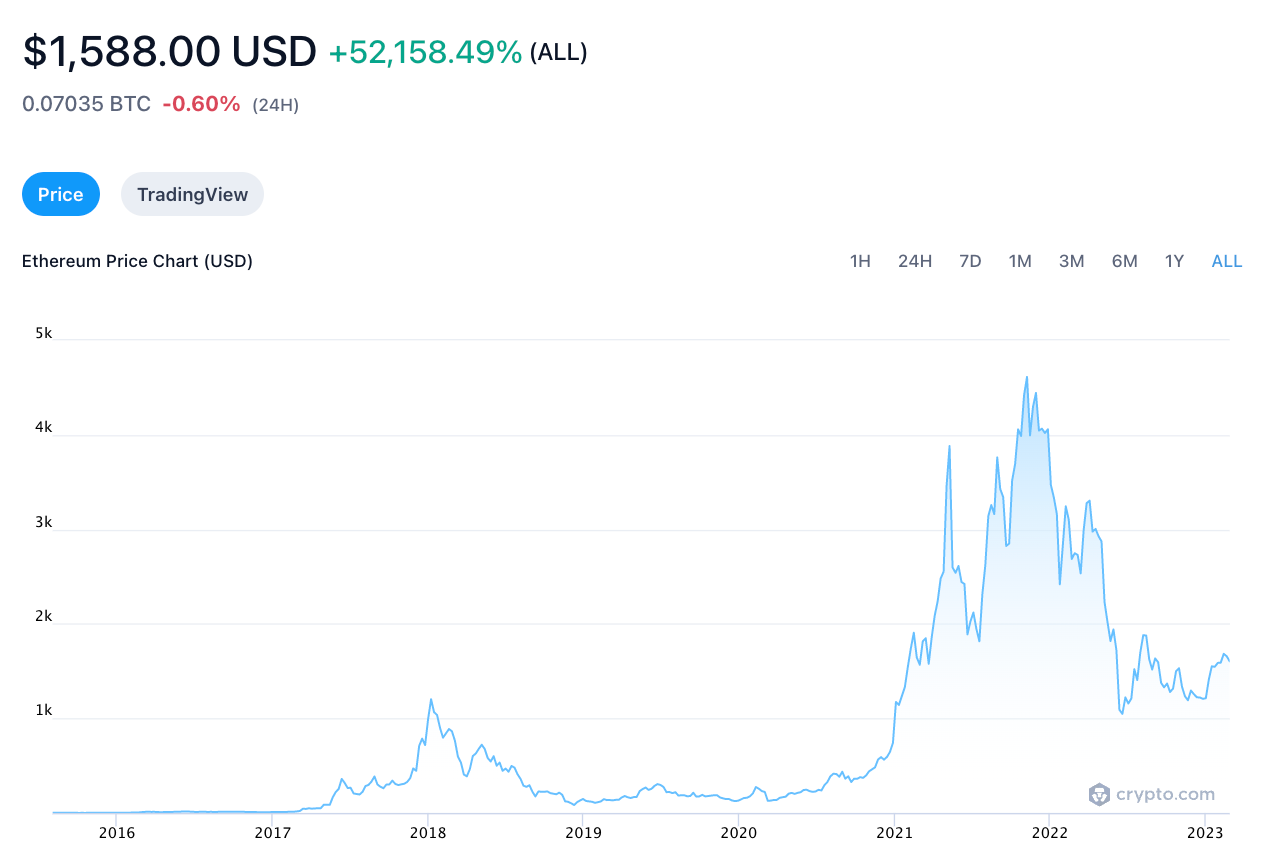 $1,588.00 USD +52,158.49% (ALL)
0.07035 BTC -0.60% (24H)
Price TradingView
Ethereum Price Chart (USD) 1H 24H 7D 1M 3M 6M 1Y ALL
5k
4k
3k
2k
1k
crypto.com
2016 2017 2018 2019 2020 2021 2022 2023